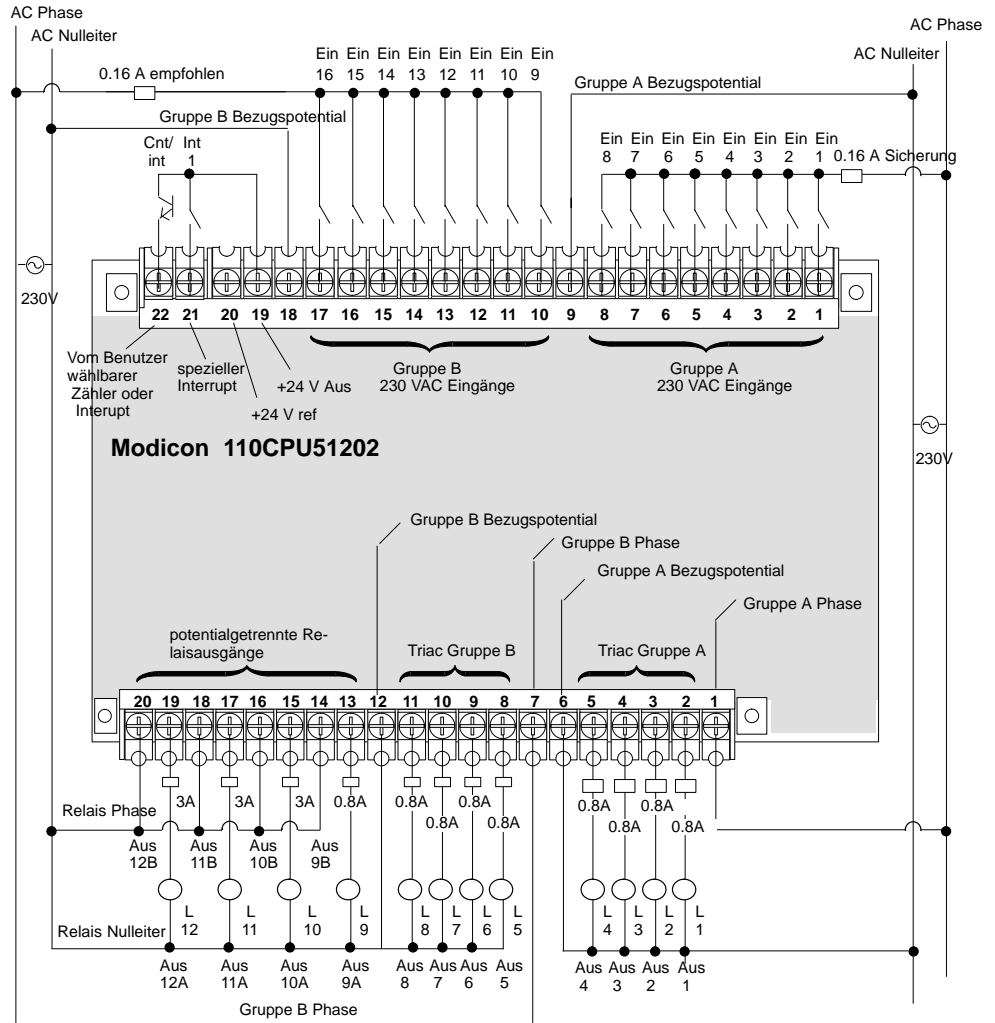 AC Phase
AC Nulleiter
AC Phase
AC Nulleiter
0.16 A empfohlen
Ein Ein Ein Ein Ein Ein Ein Ein
16 15 14 13 12 11 10 9
Gruppe A Bezugspotential
Gruppe B Bezugspotential
Cnt/ Int
int 1
Ein Ein Ein Ein Ein Ein Ein Ein
8 7 6 5 4 3 2 1
0.16 A Sicherung
230V
22 21 20 19 18 17 16 15 14 13 12 11 10 9 8 7 6 5 4 3 2 1
Vom Benutzer
wählbarer
Zähler oder
Interupt
spezieller
Interrupt
+24 V Aus
+24 V ref
Gruppe B
230 VAC Eingänge
Gruppe A
230 VAC Eingänge
Modicon 110CPU51202
230V
Gruppe B Bezugspotential
Gruppe B Phase
Gruppe A Bezugspotential
Gruppe A Phase
potentialgetrennte Re-
laisausgänge
Triac Gruppe B
Triac Gruppe A
20 19 18 17 16 15 14 13 12 11 10 9 8 7 6 5 4 3 2 1
3A 3A 3A 0.8A 0.8A 0.8A 0.8A 0.8A
0.8A 0.8A 0.8A 0.8A
Relais Phase
Aus Aus Aus Aus
12B 11B 10B 9B
L L L L L L L L L L L L
12 11 10 9 8 7 6 5 4 3 2 1
Relais Nulleiter
Aus Aus Aus Aus Aus Aus Aus Aus Aus Aus Aus Aus
12A 11A 10A 9A 8 7 6 5 4 3 2 1
Gruppe B Phase